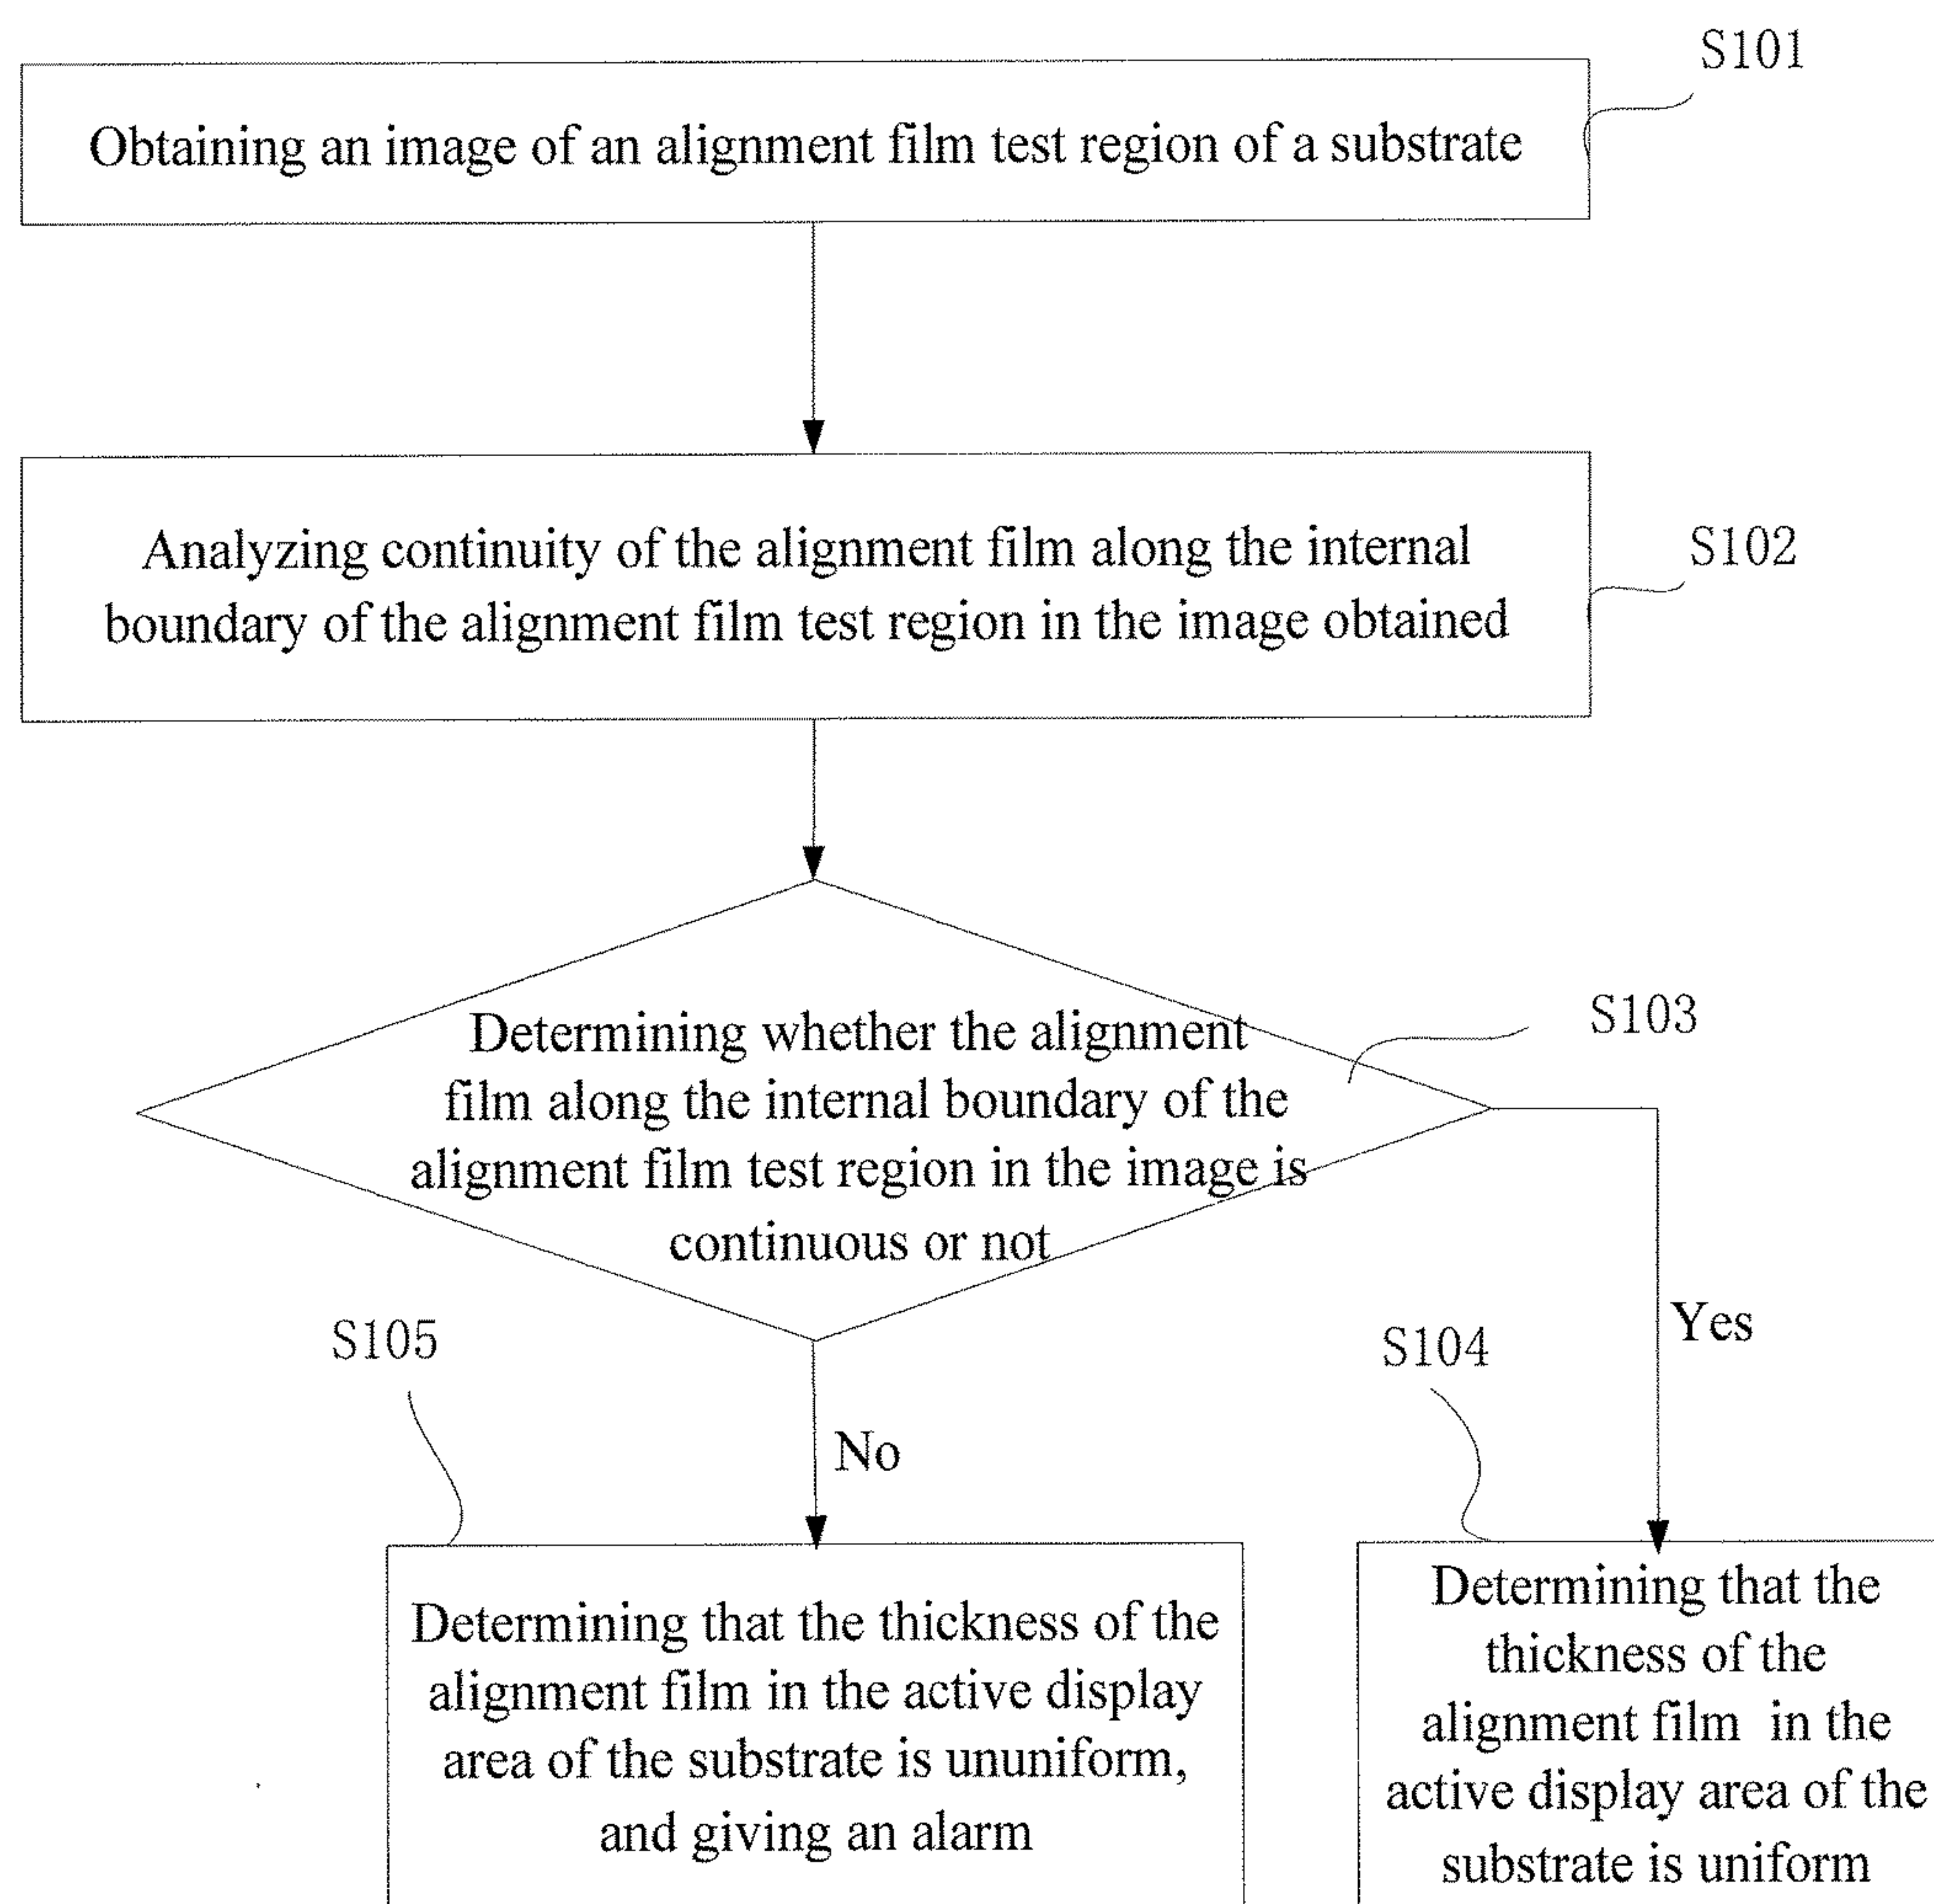 S101
Obtaining an image of an alignment film test region of a substrate
Analyzing continuity of the alignment film along the internal
boundary of the alignment film test region in the image obtained
S102
Determining whether the alignment
film along the internal boundary of the
alignment film test region in the image is
continuous or not
S103
S105
No
S104
Yes
Determining that the thickness of the
alignment film in the active display
area of the substrate is ununiform,
and giving an alarm
Determining that the
thickness of the
alignment film in the
active display area of the
substrate is uniform